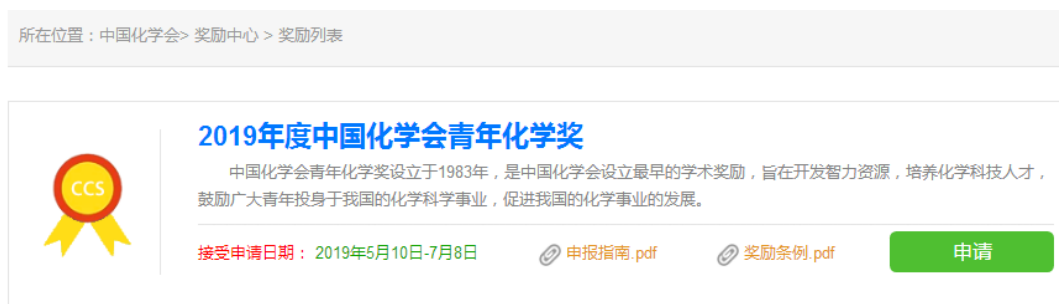 所在位置：中国化学会> 奖励中心 > 奖励列表
2019年度中国化学会青年化学奖
中国化学会青年化学奖设立于1983年，是中国化学会设立最早的学术奖励，旨在开发智力资源，培养化学科技人才，
鼓励广大青年投身于我国的化学科学事业，促进我国的化学事业的发展。
CCS
接受申请日期： 2019年5月10日-7月8日 申报指南.pdf 奖励条例.pdf 申请